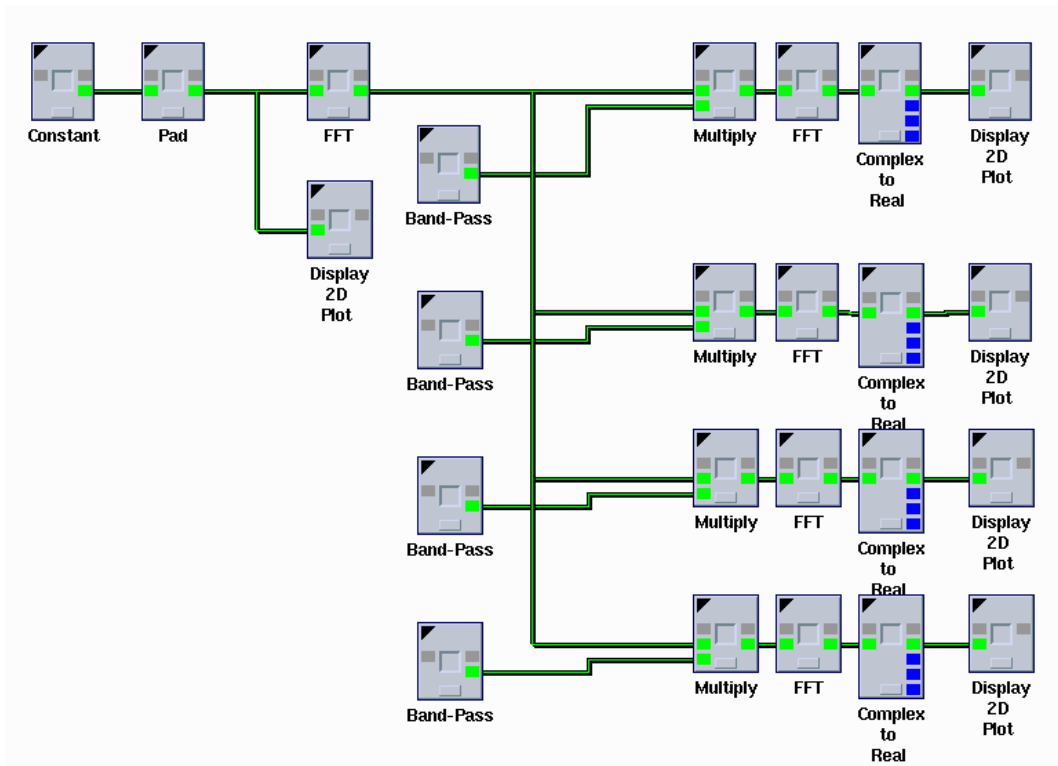 Constant
Pad
FFT
Multiply
FFT
Complex
to
Real
Display
2D
Plot
Band-Pass
Display
2D
Plot
Band-Pass
Multiply
FFT
Complex
to
Real
Display
2D
Plot
Band-Pass
Multiply
FFT
Complex
to
Real
Display
2D
Plot
Band-Pass
Multiply
FFT
Complex
to
Real
Display
2D
Plot